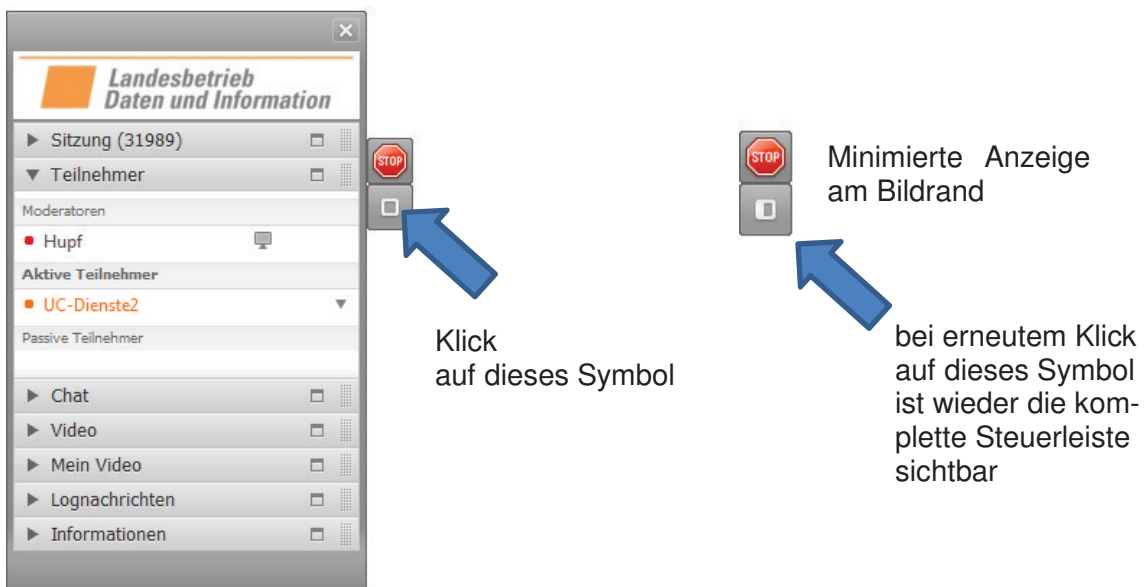 Landesbetrieb
Daten und Information
Sitzung (31989)
Teilnehmer
Moderatoren
Hupf
Aktive Teilnehmer
UC-Dienste2
Passive Teilnehmer
Chat
Video
Mein Video
Lognachrichten
Informationen
STOP
Klick
auf dieses Symbol
STOP
Minimierte Anzeige
am Bildrand
bei erneutem Klick
auf dieses Symbol
ist wieder die kom-
plette Steuerleiste
sichtbar